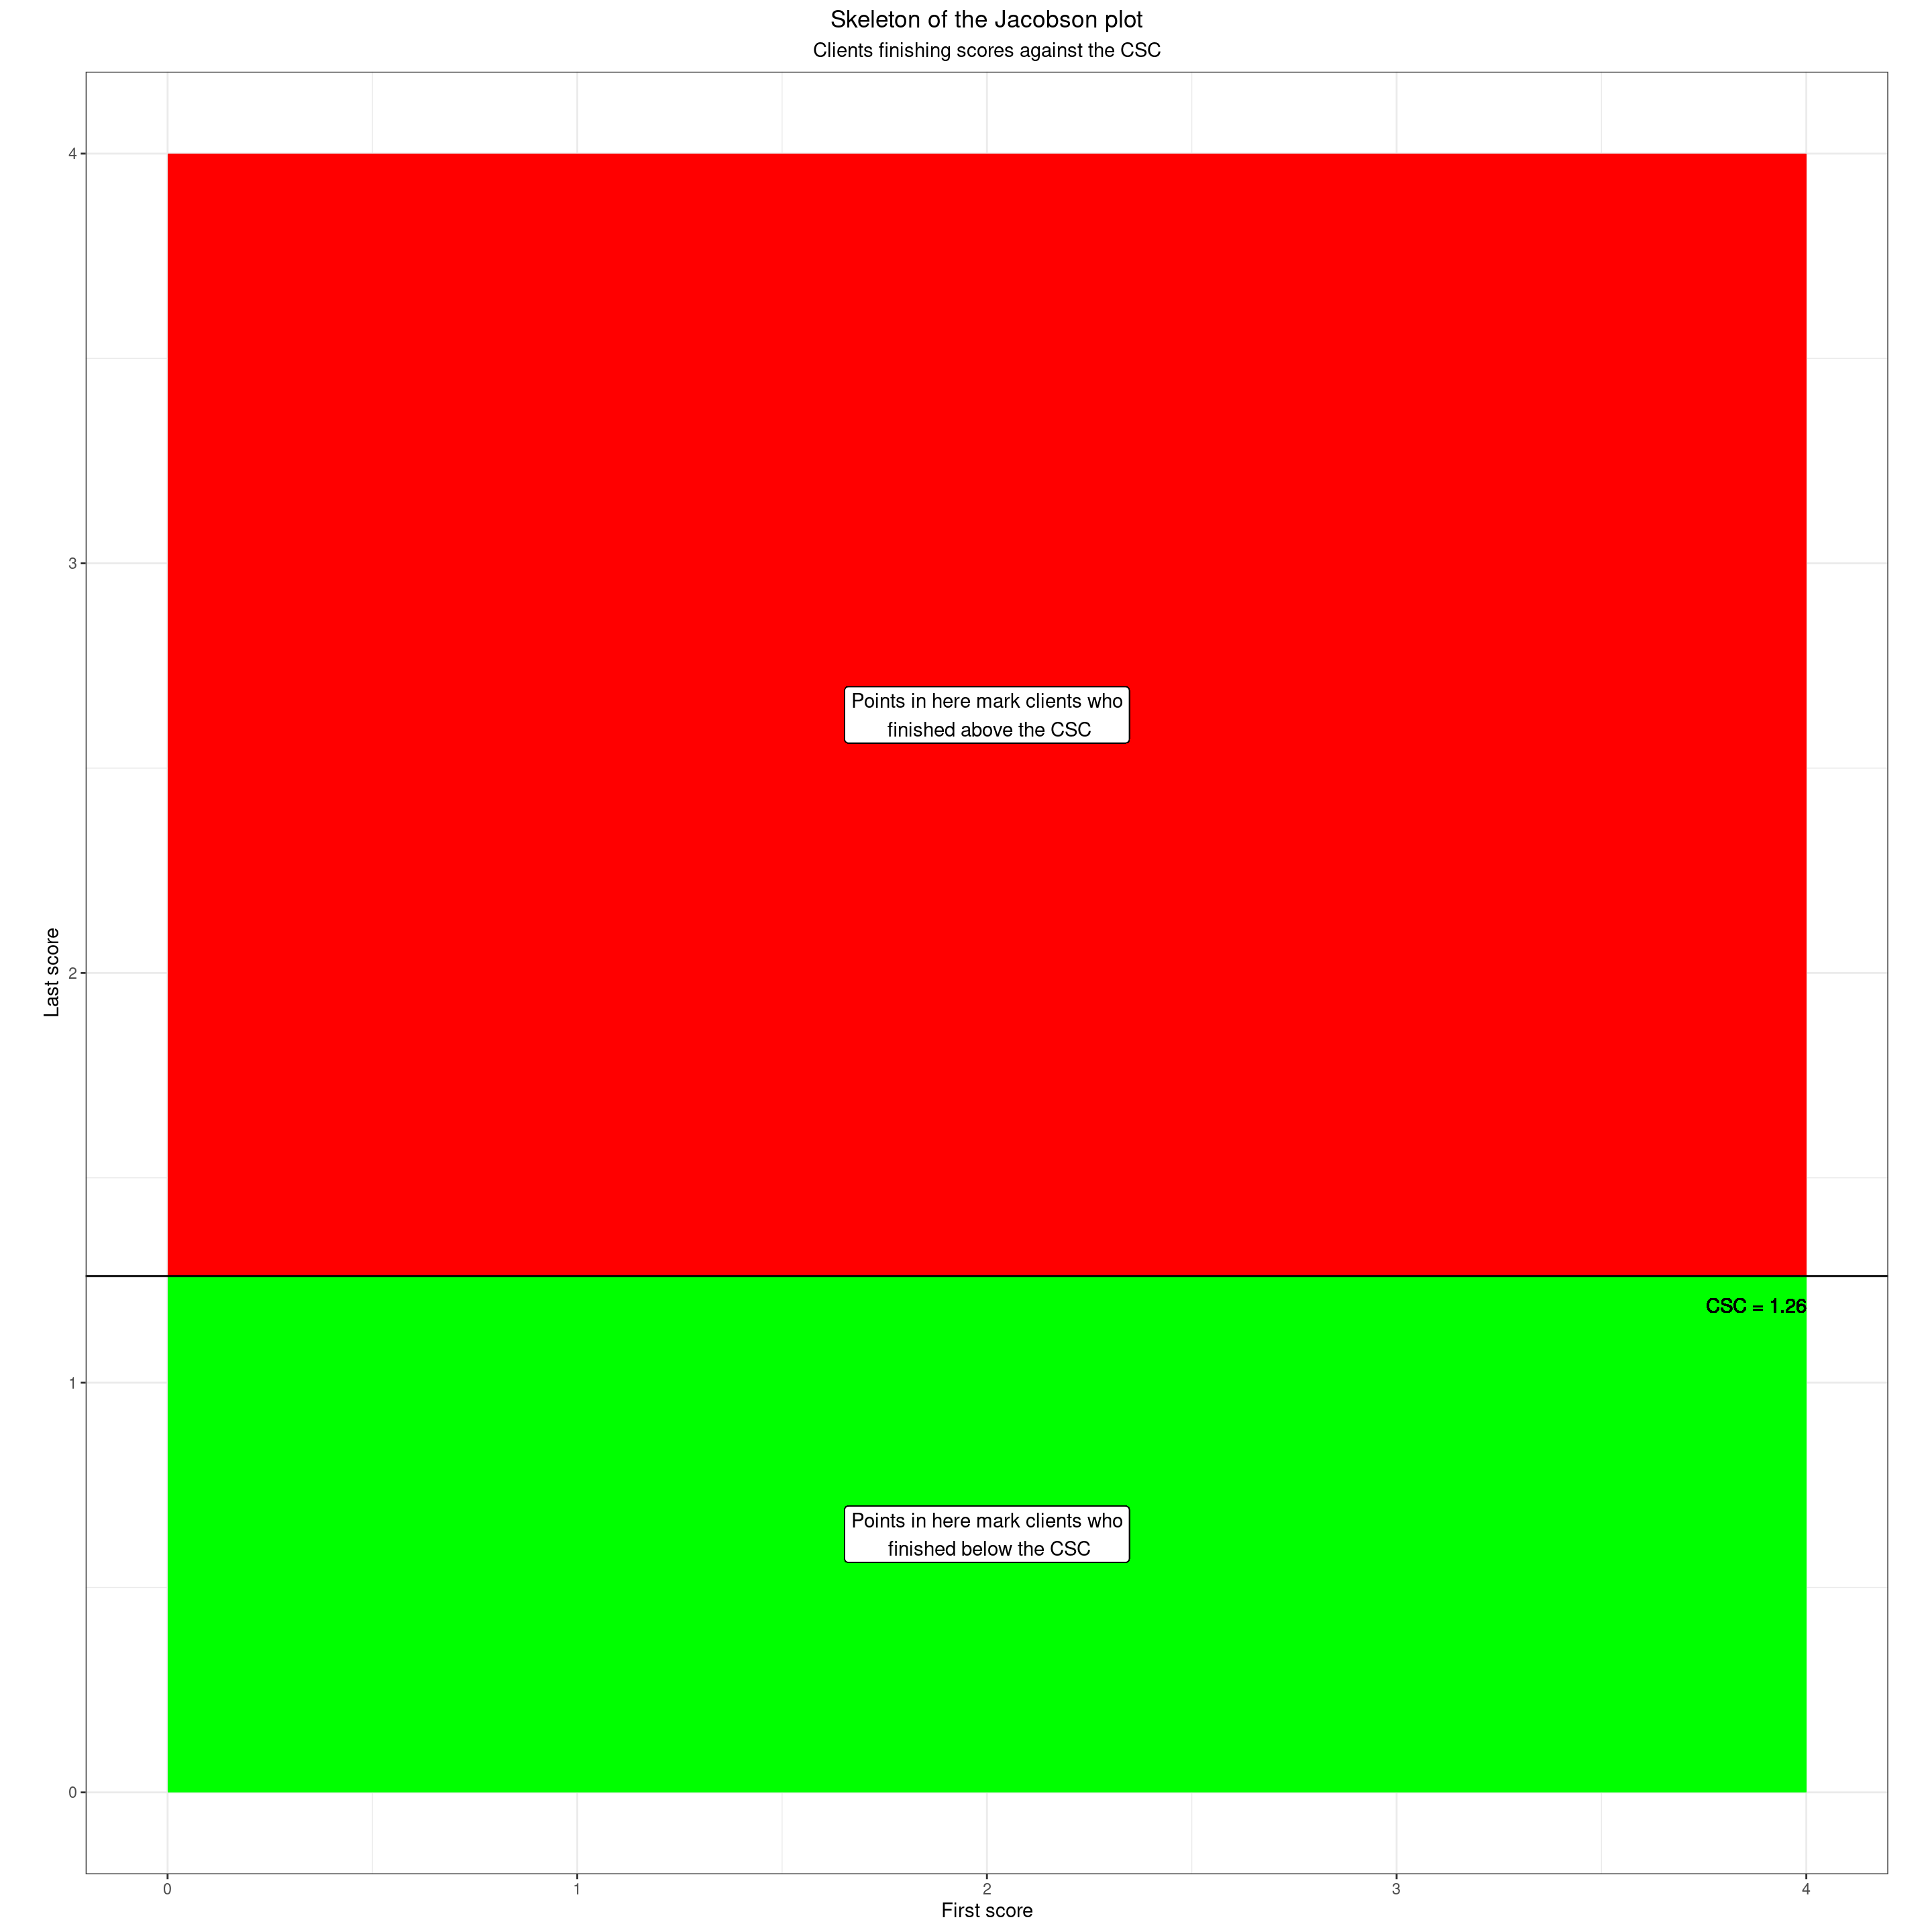 Skeleton of the Jacobson plot
Clients finishing scores against the CSC
4
3
2
1
0
Last score
Points in here mark clients who
finished above the CSC
CSC = 1.26
Points in here mark clients who
finished below the CSC
0
1
2
3
4
First score